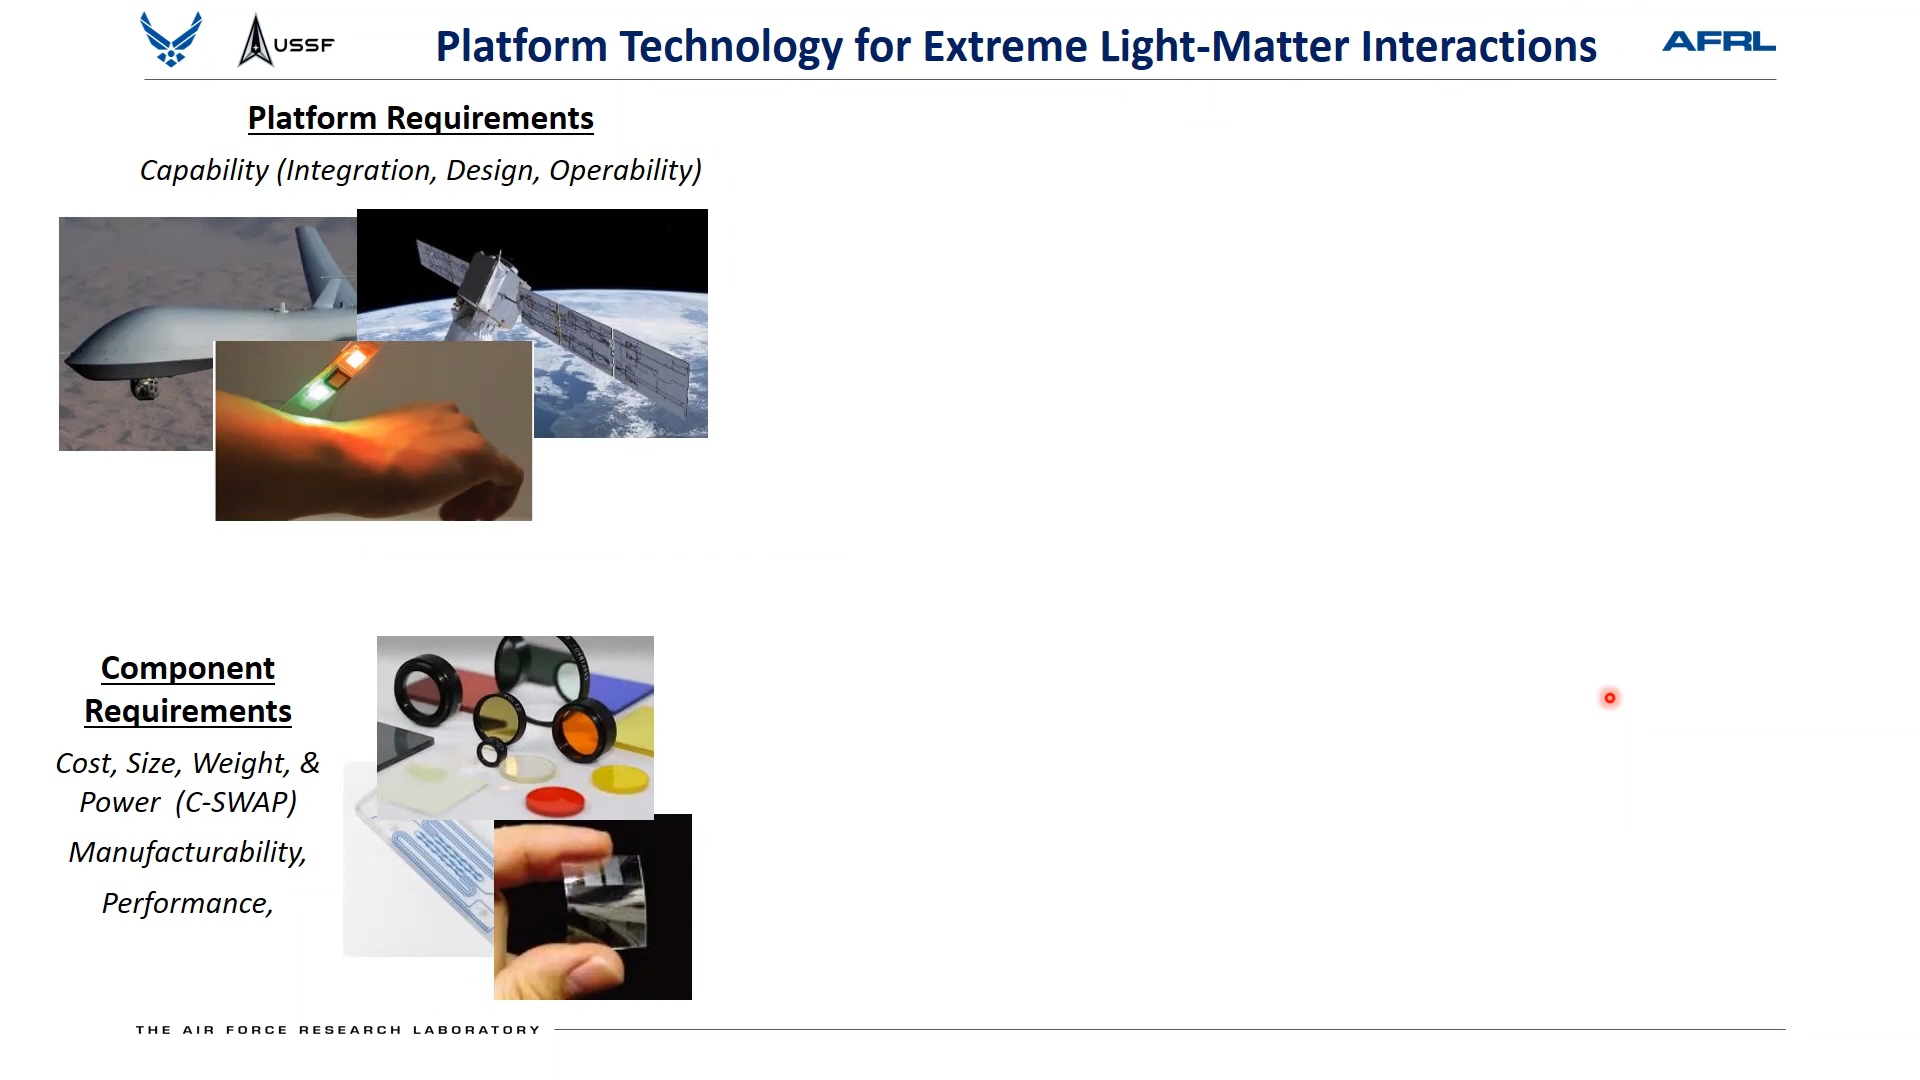 USSF
Platform Technology for Extreme Light-Matter Interactions
AFRL
Platform Requirements
Capability (Integration, Design, Operability)
Component
Requirements
Cost, Size, Weight, &
Power (C-SWAP)
Manufacturability,
Performance,
THE AIR FORCE RESEARCH LABORATORY